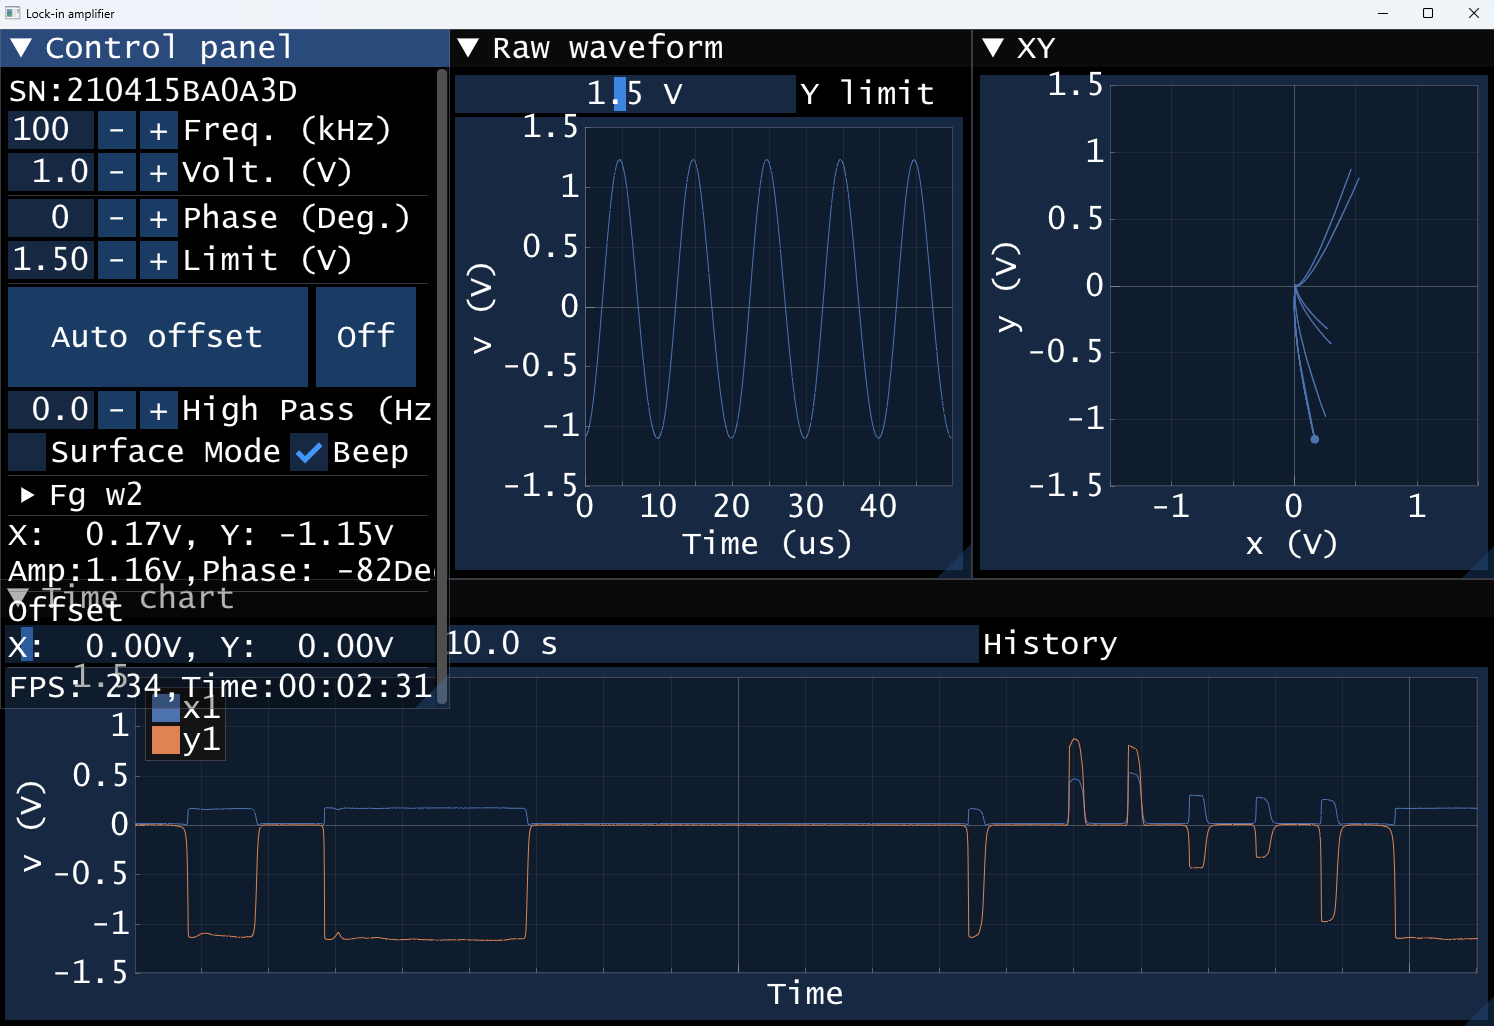 Lock-in amplifier
Control panel
SN:210415BA0A3D
100 - + Freq. (kHz)
1.0 - + Volt. (V)
0 - + Phase (Deg.)
1.50 - + Limit (V)
Auto offset Off
0.0 - + High Pass (Hz
Surface Mode Beep
Fg w2
X: 0.17V, Y: -1.15V
Amp:1.16V,Phase: -82De
Offset
X: 0.00V, Y: 0.00V
FPS: 234,Time:00:02:31
Raw waveform
1.5 V Y limit
1.5
1
0.5
0
-0.5
-1
-1.5
v (V)
0 10 20 30 40
Time (us)
XY
1.5
1
0.5
0
-0.5
-1
-1.5
y (V)
-1 0 1
x (V)
Time chart
10.0 s History
1.5
1
0.5
0
-0.5
-1
-1.5
v (V)
x1
y1
Time